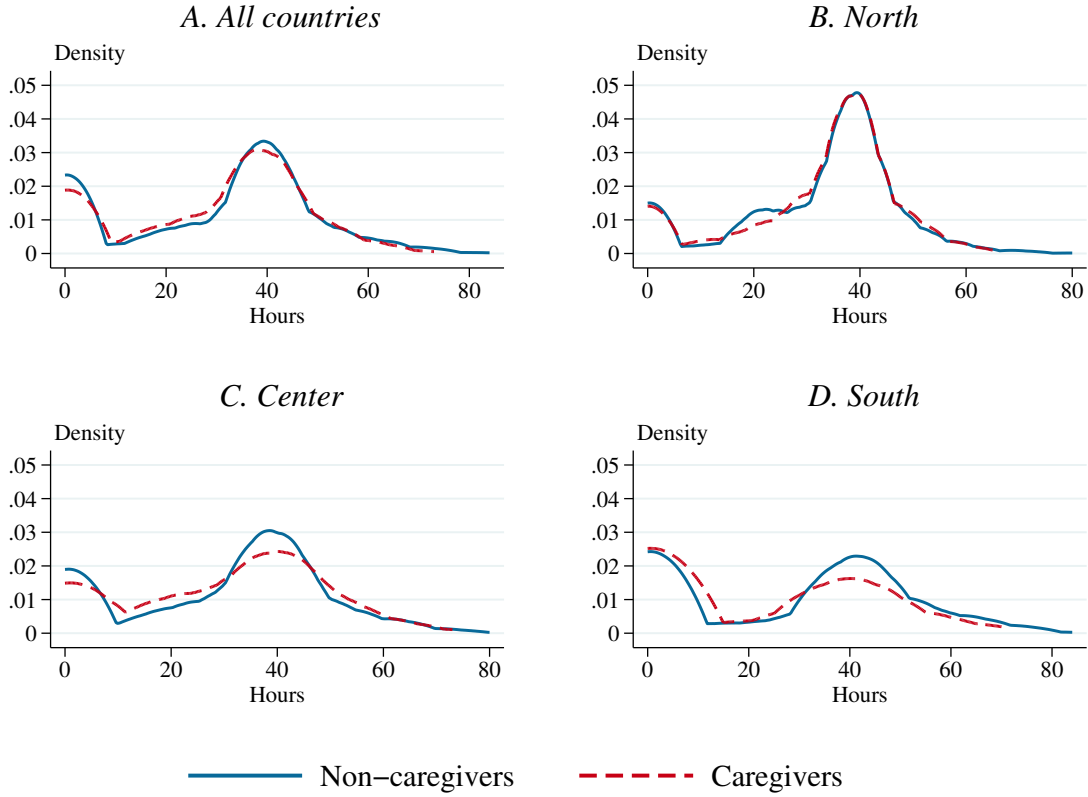 A. All countries
Density
.05
.04
.03
.02
.01
0
0 20 40 60 80
Hours
B. North
Density
.05
.04
.03
.02
.01
0
0 20 40 60 80
Hours
C. Center
Density
.05
.04
.03
.02
.01
0
0 20 40 60 80
Hours
D. South
Density
.05
.04
.03
.02
.01
0
0 20 40 60 80
Hours
Non−caregivers Caregivers